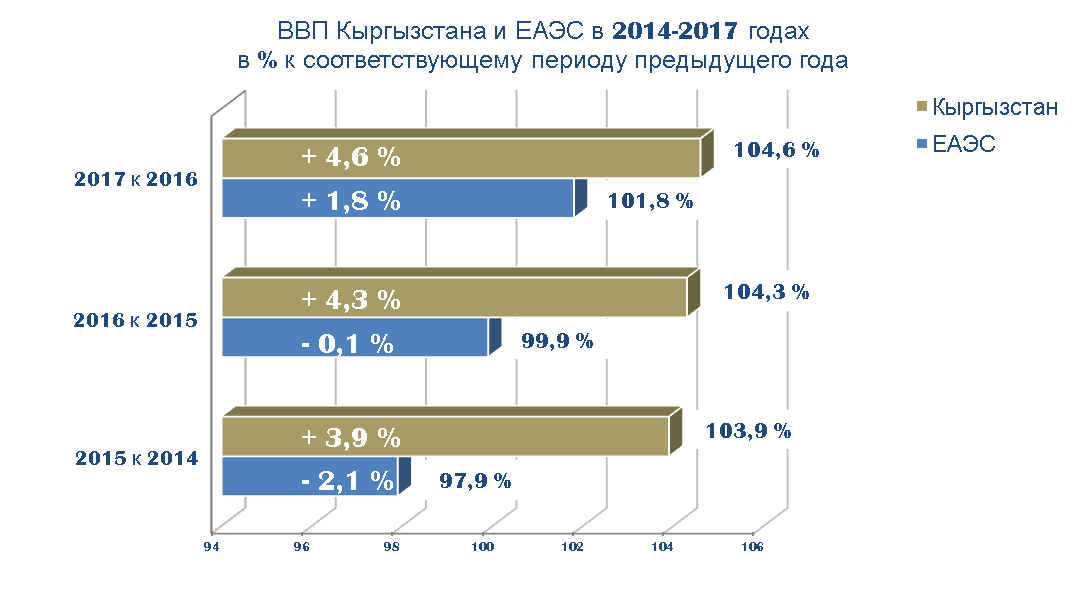 ВВП Кыргызстана и ЕАЭС в 2014-2017 годах
в % к соответствующему периоду предыдущего года
Кыргызстан
ЕАЭС
2017 к 2016
+ 4,6 %
104,6 %
+ 1,8 %
101,8 %
2016 к 2015
+ 4,3 %
104,3 %
- 0,1 %
99,9 %
2015 к 2014
+ 3,9 %
103,9 %
- 2,1 %
97,9 %
94 96 98 100 102 104 106